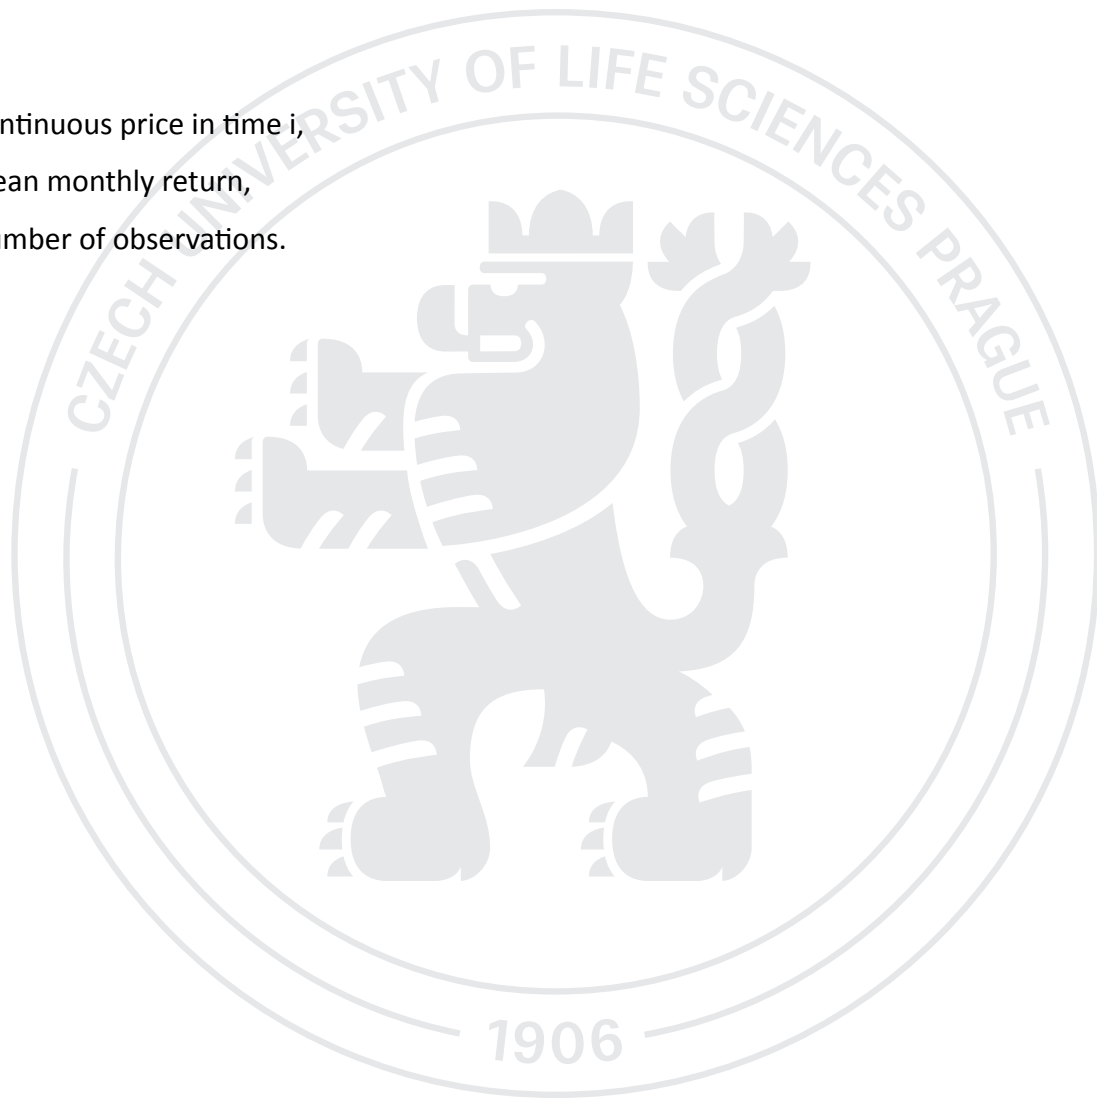 ntinuous price in time i,
ean monthly return,
umber of observations.
CZECH UNIVERSITY OF LIFE SCIENCES PRAGUE
1906